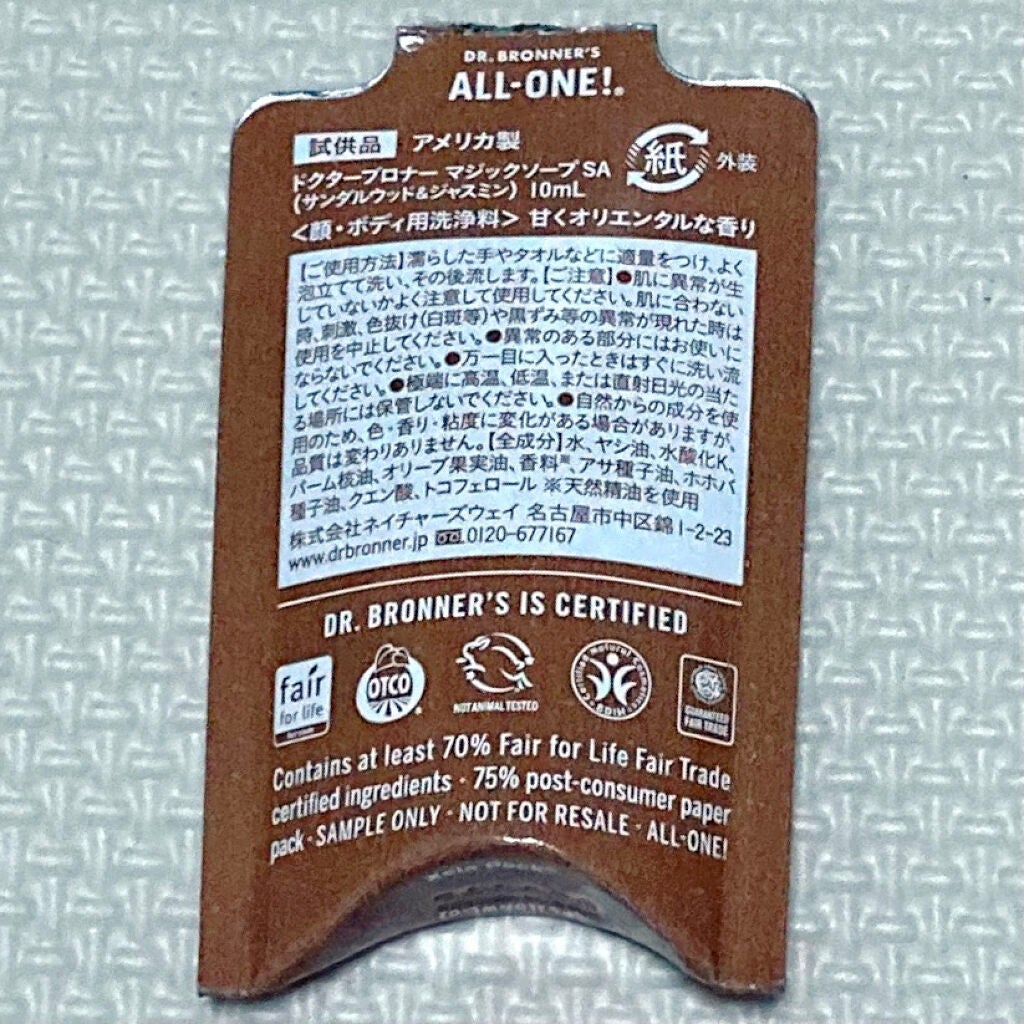 DR. BRONNER'S
ALL-ONE!®
試供品 アメリカ製
ドクターブロナー マジックソープ SA
(サンダルウッド&ジャスミン) 10mL
紙 外装
<顔・ボディ用洗浄料> 甘くオリエンタルな香り
【ご使用方法】濡らした手やタオルなどに適量をつけ、よく
泡立てて洗い、その後流します。【ご注意】●肌に異常が生
じていないかよく注意して使用してください。肌に合わない
時、刺激、色抜け(白斑等)や黒ずみ等の異常が現れた時は
使用を中止してください。●異常のある部分にはお使いに
ならないでください。●万一目に入ったときはすぐに洗い流
してください。●極端に高温、低温、または直射日光の当た
る場所には保管しないでください。●自然からの成分を使
用のため、色・香り・粘度に変化がある場合がありますが、
品質は変わりありません。【全成分】水、ヤシ油、水酸化K、
パーム核油、オリーブ果実油、香料※、アサ種子油、ホホバ
種子油、クエン酸、トコフェロール ※天然精油を使用
株式会社ネイチャーズウェイ 名古屋市中区錦1-2-23
www.drbronner.jp 0120-677167
DR. BRONNER'S IS CERTIFIED
fair
for life
OTCO
NOT ANIMAL TESTED
BDIH
GUARANTEED
FAIR TRADE
Contains at least 70% Fair for Life Fair Trade
certified ingredients · 75% post-consumer paper
pack · SAMPLE ONLY · NOT FOR RESALE · ALL-ONE!